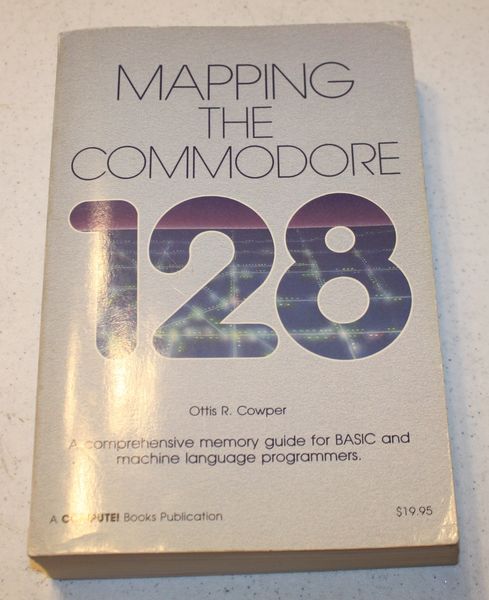 MAPPING
THE
COMMODORE
128
Ottis R. Cowper
A comprehensive memory guide for BASIC and
machine language programmers.
A COMPUTE! Books Publication
$19.95